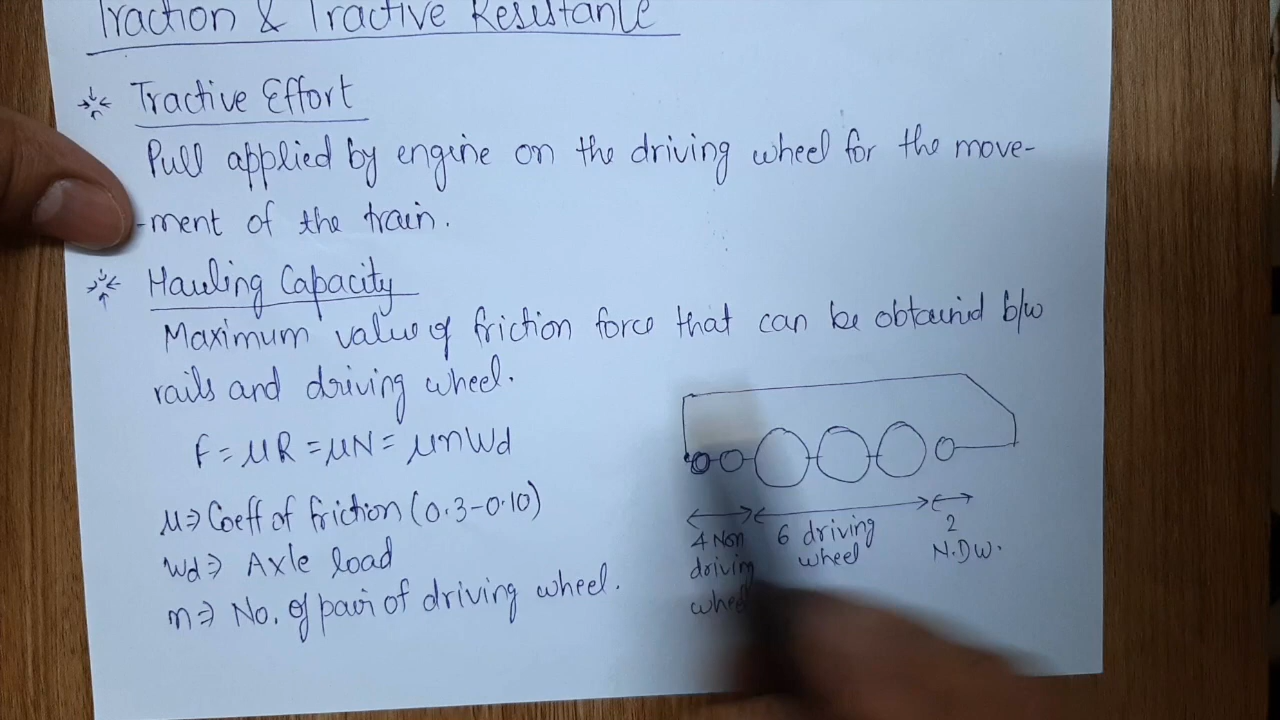 Traction & Tractive Resistance
Tractive Effort
Pull applied by engine on the driving wheel for the move-
-ment of the train.
Hauling Capacity
Maximum value of friction force that can be obtained b/w
rails and driving wheel.
F = μR = μN = μnWd
μ ⇒ Coeff of friction (0.3-0.10)
Wd ⇒ Axle load
n ⇒ No. of pair of driving wheel.
4 Non
driving
wheel
6 driving
wheel
2
N.D.W.